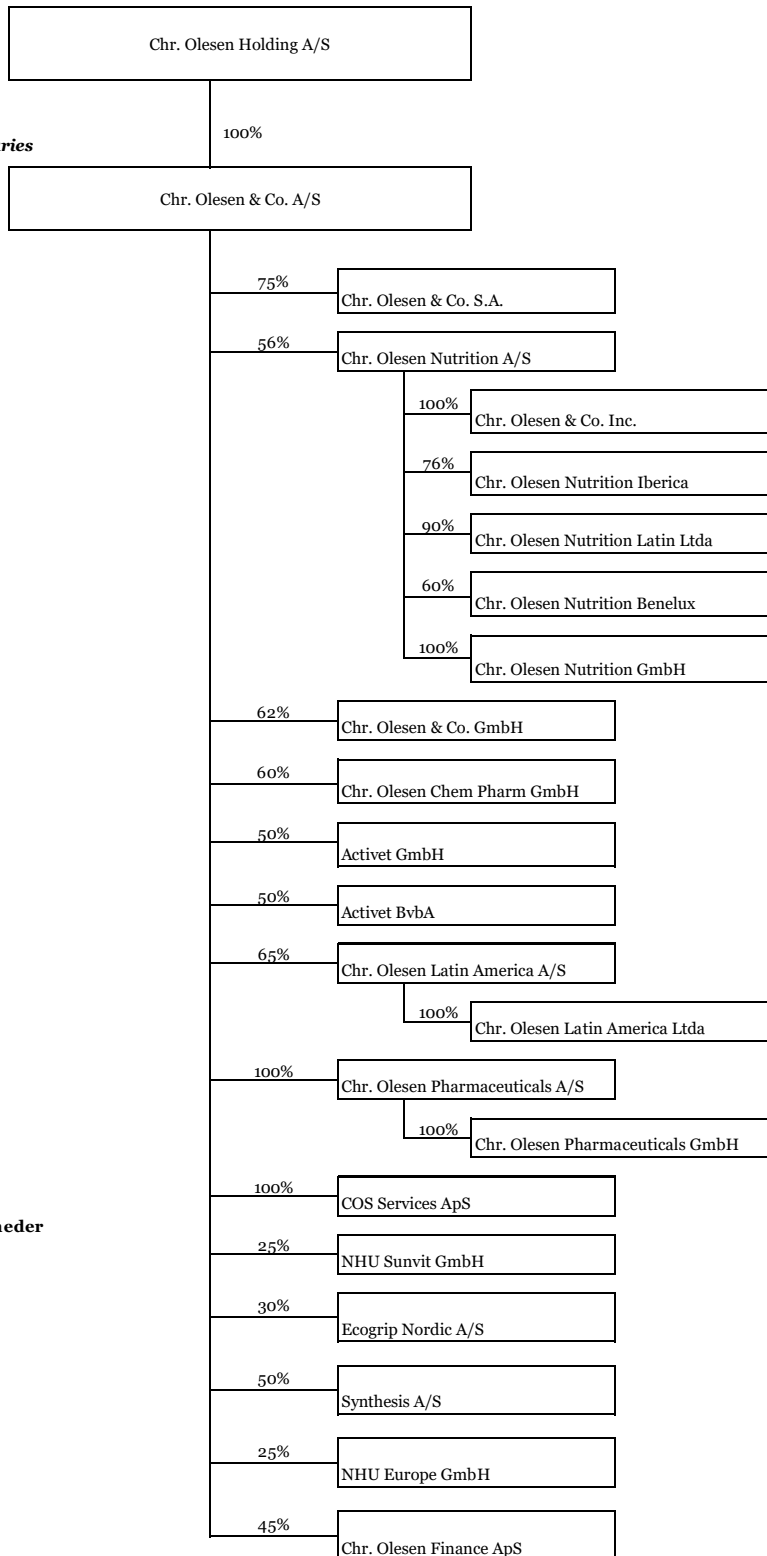 Chr. Olesen Holding A/S
100%
Chr. Olesen & Co. A/S
75%
Chr. Olesen & Co. S.A.
56%
Chr. Olesen Nutrition A/S
100%
Chr. Olesen & Co. Inc.
76%
Chr. Olesen Nutrition Iberica
90%
Chr. Olesen Nutrition Latin Ltda
60%
Chr. Olesen Nutrition Benelux
100%
Chr. Olesen Nutrition GmbH
62%
Chr. Olesen & Co. GmbH
60%
Chr. Olesen Chem Pharm GmbH
50%
Activet GmbH
50%
Activet BvbA
65%
Chr. Olesen Latin America A/S
100%
Chr. Olesen Latin America Ltda
100%
Chr. Olesen Pharmaceuticals A/S
100%
Chr. Olesen Pharmaceuticals GmbH
100%
COS Services ApS
25%
NHU Sunvit GmbH
30%
Ecogrip Nordic A/S
50%
Synthesis A/S
25%
NHU Europe GmbH
45%
Chr. Olesen Finance ApS